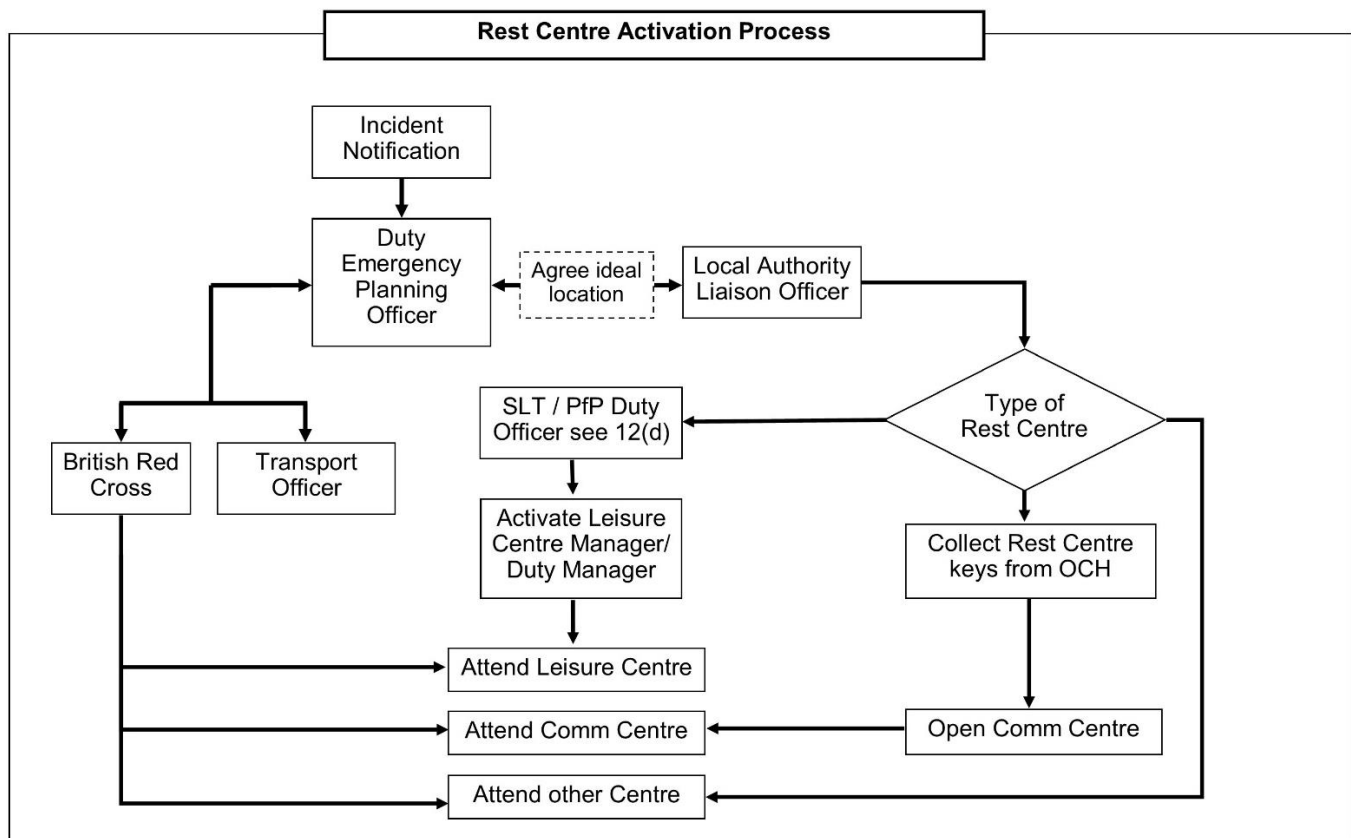 Rest Centre Activation Process
Incident
Notification
Duty
Emergency
Planning
Officer
Agree ideal
location
Local Authority
Liaison Officer
Type of
Rest Centre
SLT / PfP Duty
Officer see 12(d)
British Red
Cross
Transport
Officer
Activate Leisure
Centre Manager/
Duty Manager
Collect Rest Centre
keys from OCH
Attend Leisure Centre
Attend Comm Centre
Open Comm Centre
Attend other Centre